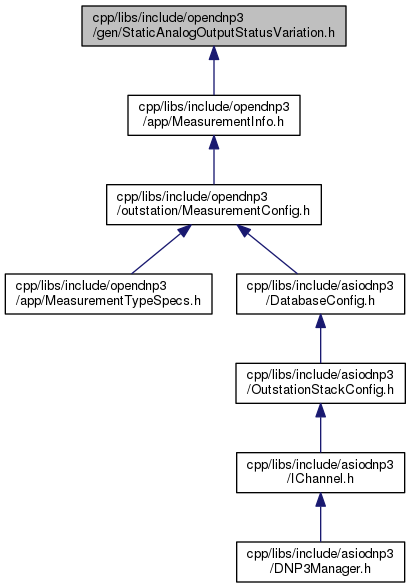 cpp/libs/include/opendnp3
/gen/StaticAnalogOutputStatusVariation.h
cpp/libs/include/opendnp3
/app/MeasurementInfo.h
cpp/libs/include/opendnp3
/outstation/MeasurementConfig.h
cpp/libs/include/opendnp3
/app/MeasurementTypeSpecs.h
cpp/libs/include/asiodnp3
/DatabaseConfig.h
cpp/libs/include/asiodnp3
/OutstationStackConfig.h
cpp/libs/include/asiodnp3
/IChannel.h
cpp/libs/include/asiodnp3
/DNP3Manager.h